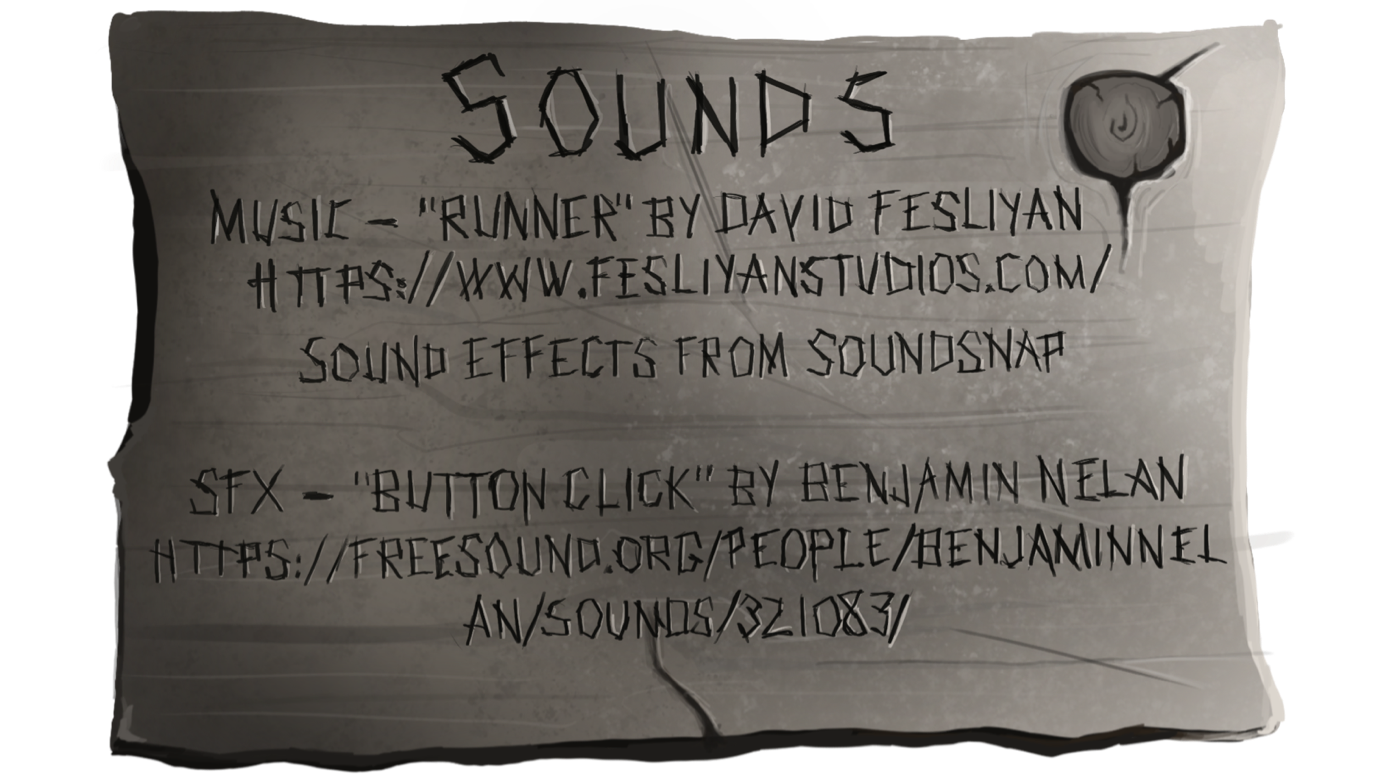 SOUNDS
MUSIC - "RUNNER" BY DAVID FESLIYAN
HTTPS://WWW.FESLIYANSTUDIOS.COM/
SOUND EFFECTS FROM SOUNDSNAP
SFX - "BUTTON CLICK" BY BENJAMIN NELAN
HTTPS://FREESOUND.ORG/PEOPLE/BENJAMINNEL
AN/SOUNDS/321083/